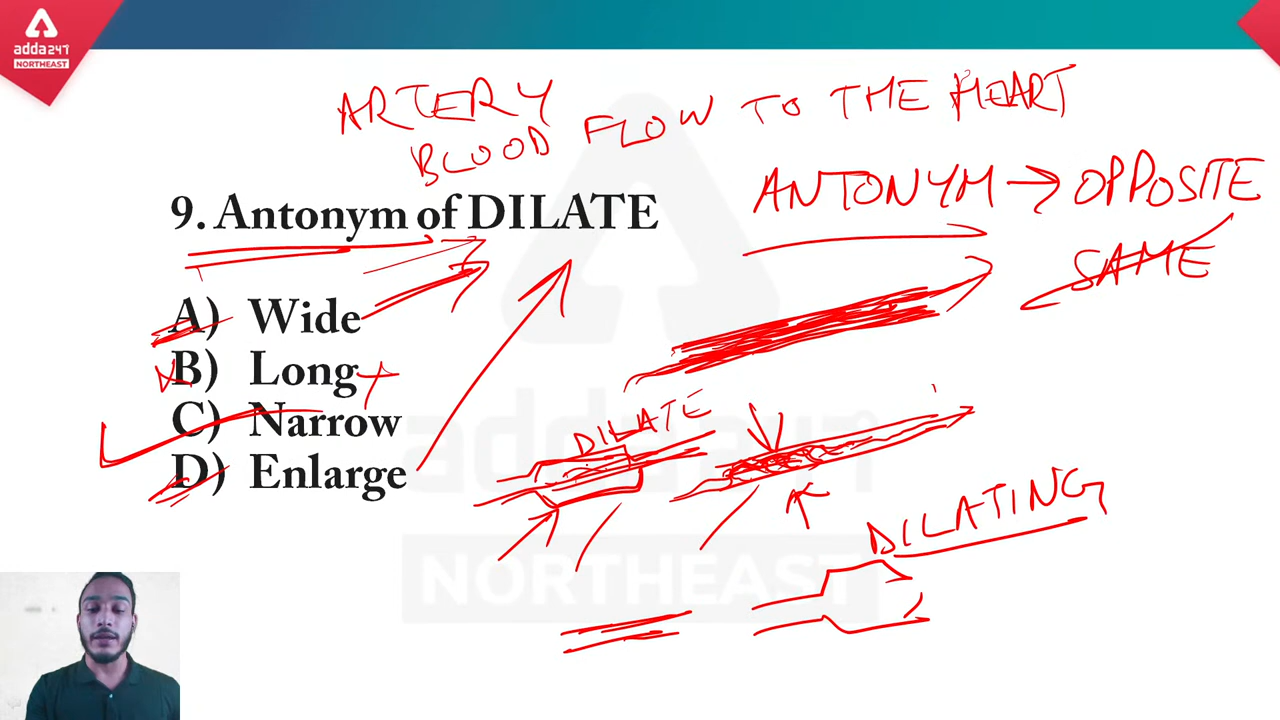 adda247
NORTHEAST
ARTERY
BLOOD FLOW TO THE HEART
9. Antonym of DILATE
ANTONYM → OPPOSITE
SAME
A) Wide
B) Long
C) Narrow
D) Enlarge
DILATE
DILATING
adda247
NORTHEAST